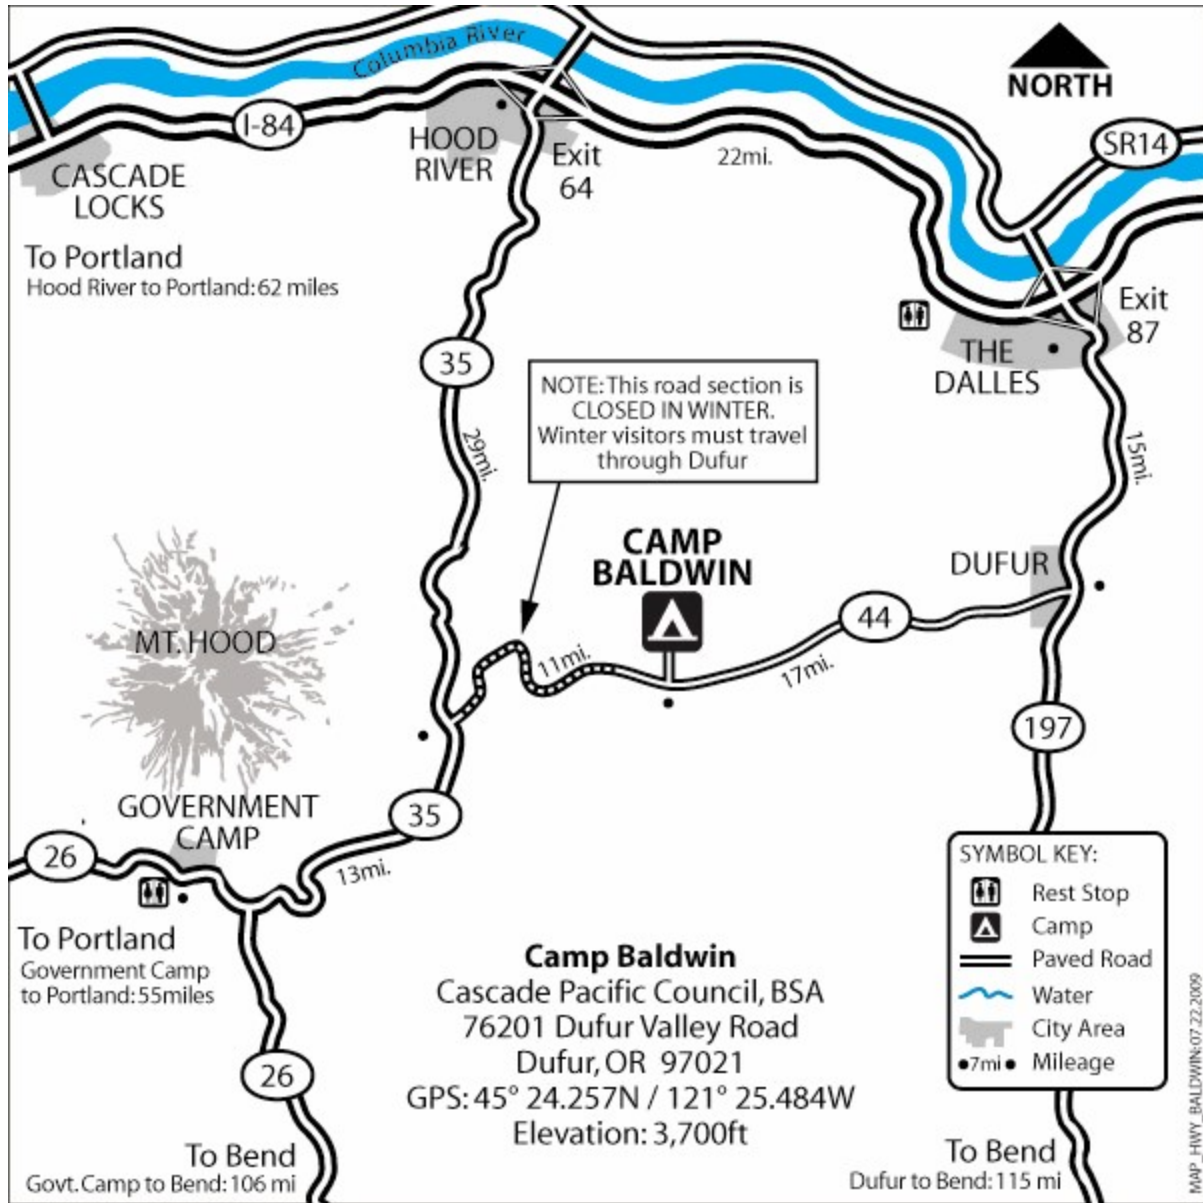 Columbia River
NORTH
I-84
HOOD
RIVER
Exit
64
22mi.
SR14
CASCADE
LOCKS
To Portland
Hood River to Portland: 62 miles
Exit
87
THE
DALLES
35
NOTE: This road section is
CLOSED IN WINTER.
Winter visitors must travel
through Dufur
29mi.
15mi.
CAMP
BALDWIN
DUFUR
44
MT. HOOD
11mi.
17mi.
197
GOVERNMENT
CAMP
35
26
13mi.
To Portland
Government Camp
to Portland: 55miles
SYMBOL KEY:
Rest Stop
Camp
Paved Road
Water
City Area
7mi Mileage
Camp Baldwin
Cascade Pacific Council, BSA
76201 Dufur Valley Road
Dufur, OR 97021
GPS: 45° 24.257N / 121° 25.484W
Elevation: 3,700ft
26
To Bend
Govt. Camp to Bend: 106 mi
To Bend
Dufur to Bend: 115 mi
MAP_HWY_BALDWIN: 07.22.2009